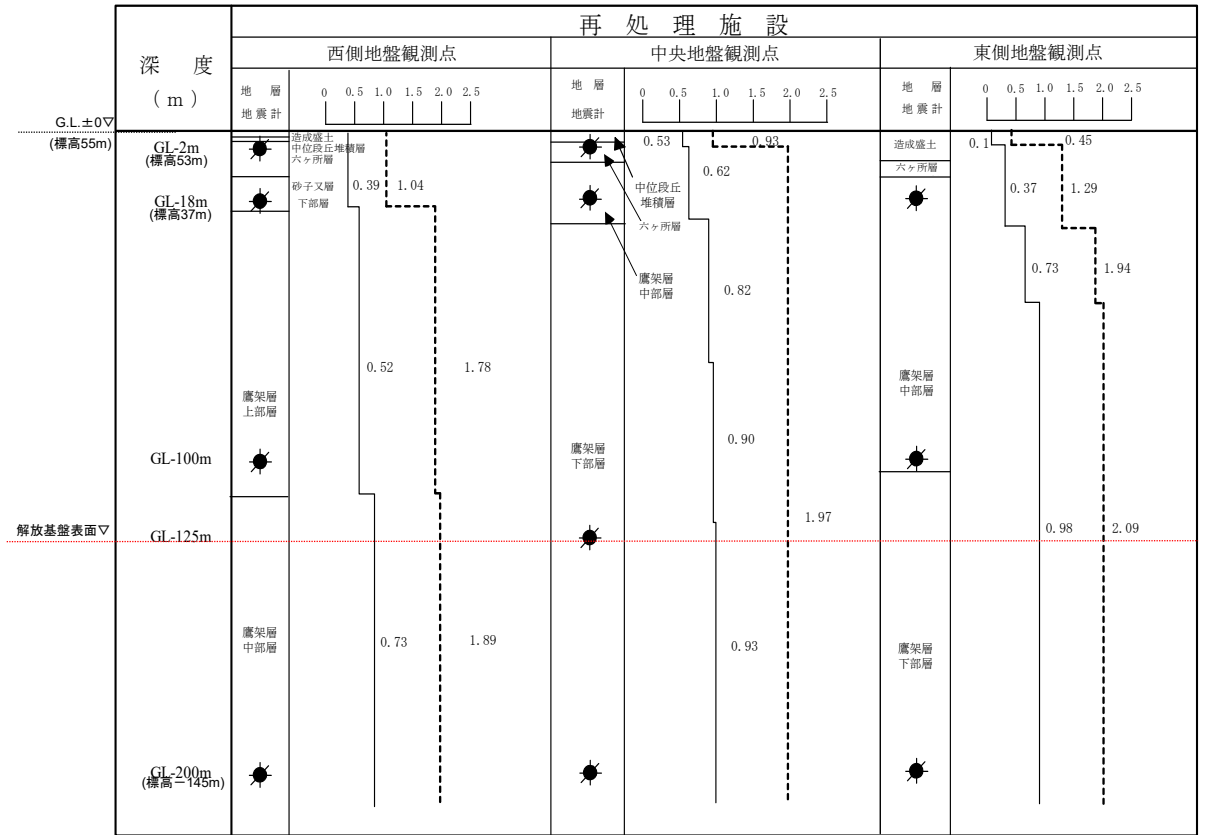 再処理施設
深度
(m)
西側地盤観測点
中央地盤観測点
東側地盤観測点
地層
地震計
0 0.5 1.0 1.5 2.0 2.5
地層
地震計
0 0.5 1.0 1.5 2.0 2.5
地層
地震計
0 0.5 1.0 1.5 2.0 2.5
G.L.±0▽
(標高55m)
GL-2m
(標高53m)
GL-18m
(標高37m)
GL-100m
解放基盤表面▽
GL-125m
GL-200m
(標高-145m)
造成盛土
中位段丘堆積層
六ヶ所層
砂子又層
下部層
0.39 1.04
0.52 1.78
鷹架層
上部層
鷹架層
中部層
0.73 1.89
0.53 0.93
0.62
中位段丘
堆積層
六ヶ所層
鷹架層
中部層
0.82
0.90
鷹架層
下部層
1.97
0.93
造成盛土
六ヶ所層
0.1 0.45
0.37 1.29
0.73 1.94
鷹架層
中部層
0.98 2.09
鷹架層
下部層